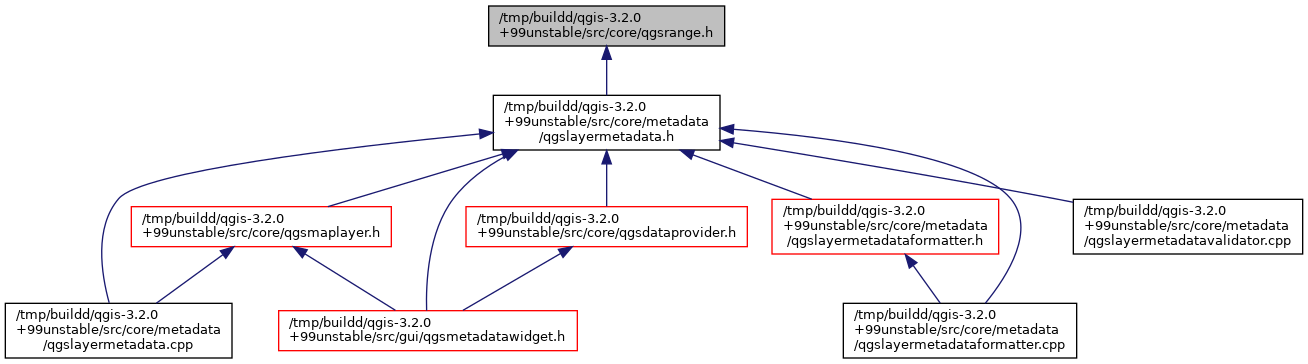 /tmp/buildd/qgis-3.2.0
+99unstable/src/core/qgsrange.h
/tmp/buildd/qgis-3.2.0
+99unstable/src/core/metadata
/qgslayermetadata.h
/tmp/buildd/qgis-3.2.0
+99unstable/src/core/qgsmaplayer.h
/tmp/buildd/qgis-3.2.0
+99unstable/src/core/qgsdataprovider.h
/tmp/buildd/qgis-3.2.0
+99unstable/src/core/metadata
/qgslayermetadataformatter.h
/tmp/buildd/qgis-3.2.0
+99unstable/src/core/metadata
/qgslayermetadatavalidator.cpp
/tmp/buildd/qgis-3.2.0
+99unstable/src/core/metadata
/qgslayermetadata.cpp
/tmp/buildd/qgis-3.2.0
+99unstable/src/gui/qgsmetadatawidget.h
/tmp/buildd/qgis-3.2.0
+99unstable/src/core/metadata
/qgslayermetadataformatter.cpp